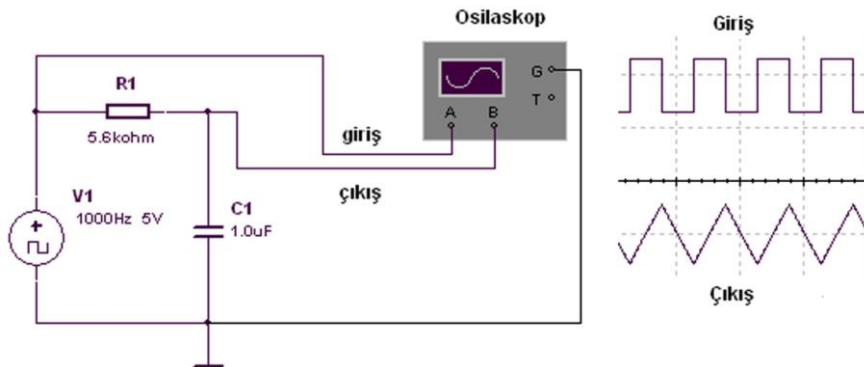 Osilaskop
Giriş
R1
G
T
A B
5.6kohm
giriş
çıkış
V1
1000Hz 5V
C1
1.0uF
Çıkış